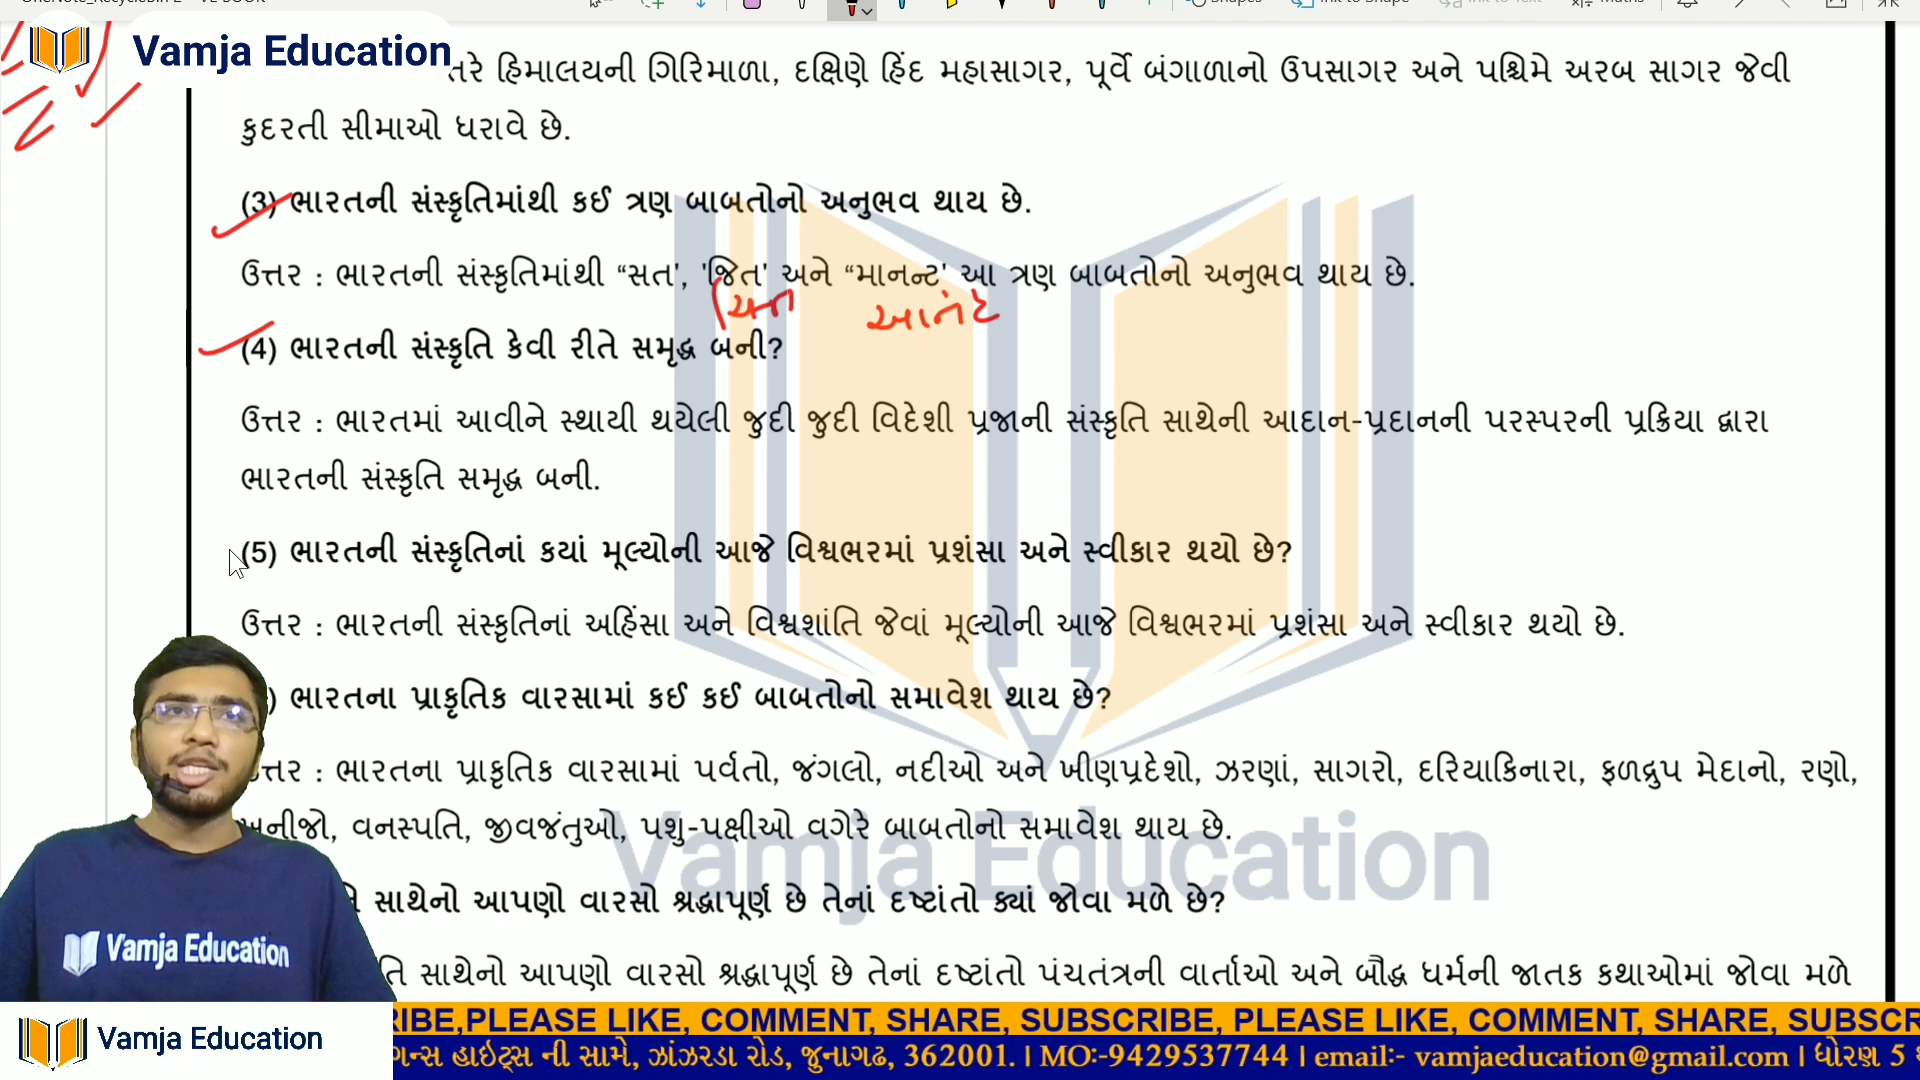 Vamja Education
તરે હિમાલયની ગિરિમાળા, દક્ષિણે હિંદ મહાસાગર, પૂર્વે બંગાળાનો ઉપસાગર અને પશ્ચિમે અરબ સાગર જેવી
કુદરતી સીમાઓ ધરાવે છે.
(3) ભારતની સંસ્કૃતિમાંથી કઈ ત્રણ બાબતોનો અનુભવ થાય છે.
ઉત્તર : ભારતની સંસ્કૃતિમાંથી “સત', 'જિત' અને “માનન્ટ' આ ત્રણ બાબતોનો અનુભવ થાય છે.
ચિત્ત આનંદ
(4) ભારતની સંસ્કૃતિ કેવી રીતે સમૃદ્ધ બની?
ઉત્તર : ભારતમાં આવીને સ્થાયી થયેલી જુદી જુદી વિદેશી પ્રજાની સંસ્કૃતિ સાથેની આદાન-પ્રદાનની પરસ્પરની પ્રક્રિયા દ્વારા
ભારતની સંસ્કૃતિ સમૃદ્ધ બની.
(5) ભારતની સંસ્કૃતિનાં કયાં મૂલ્યોની આજે વિશ્વભરમાં પ્રશંસા અને સ્વીકાર થયો છે?
ઉત્તર : ભારતની સંસ્કૃતિનાં અહિંસા અને વિશ્વશાંતિ જેવાં મૂલ્યોની આજે વિશ્વભરમાં પ્રશંસા અને સ્વીકાર થયો છે.
) ભારતના પ્રાકૃતિક વારસામાં કઈ કઈ બાબતોનો સમાવેશ થાય છે?
ત્તર : ભારતના પ્રાકૃતિક વારસામાં પર્વતો, જંગલો, નદીઓ અને ખીણપ્રદેશો, ઝરણાં, સાગરો, દરિયાકિનારા, ફળદ્રુપ મેદાનો, રણો,
ખનીજો, વનસ્પતિ, જીવજંતુઓ, પશુ-પક્ષીઓ વગેરે બાબતોનો સમાવેશ થાય છે.
સાથેનો આપણો વારસો શ્રદ્ધાપૂર્ણ છે તેનાં દષ્ટાંતો ક્યાં જોવા મળે છે?
તિ સાથેનો આપણો વારસો શ્રદ્ધાપૂર્ણ છે તેનાં દષ્ટાંતો પંચતંત્રની વાર્તાઓ અને બૌદ્ધ ધર્મની જાતક કથાઓમાં જોવા મળે
Vamja Education
Vamja Education
Vamja Education
RIBE,PLEASE LIKE, COMMENT, SHARE, SUBSCRIBE, PLEASE LIKE, COMMENT, SHARE, SUBSCR
ગન્સ હાઇટ્સ ની સામે, ઝાંઝરડા રોડ, જુનાગઢ, 362001. | MO:-9429537744 | email:- vamjaeducation@gmail.com | ધોરણ 5